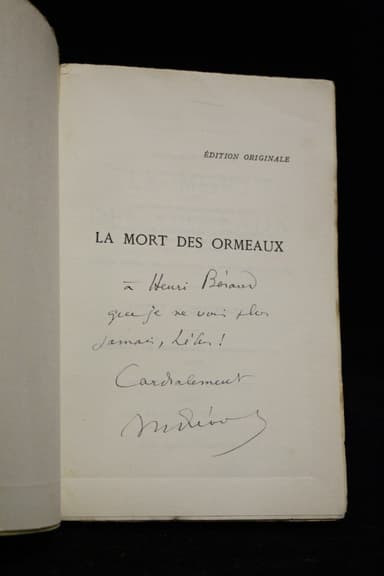 ÉDITION ORIGINALE
LA MORT DES ORMEAUX
à Henri Béraud
que je ne vois plus
jamais, hélas !
Cordialement